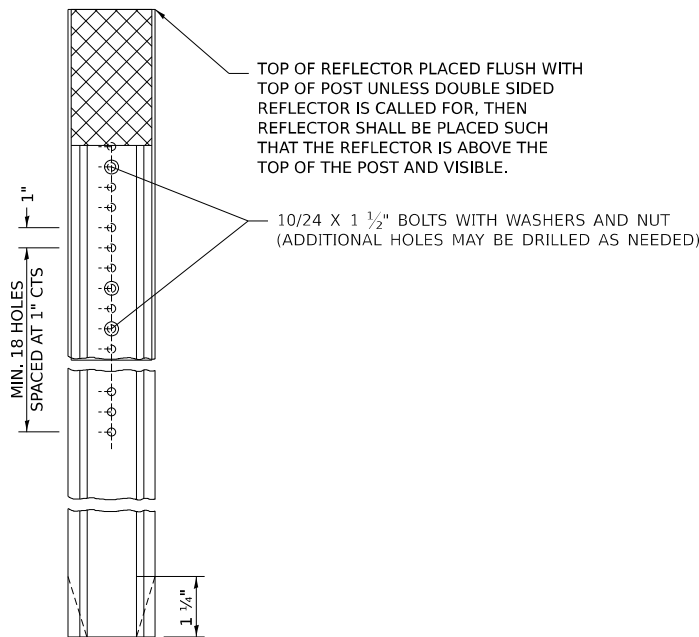 TOP OF REFLECTOR PLACED FLUSH WITH
TOP OF POST UNLESS DOUBLE SIDED
REFLECTOR IS CALLED FOR, THEN
REFLECTOR SHALL BE PLACED SUCH
THAT THE REFLECTOR IS ABOVE THE
TOP OF THE POST AND VISIBLE.
1"
10/24 X 1 ½" BOLTS WITH WASHERS AND NUT
(ADDITIONAL HOLES MAY BE DRILLED AS NEEDED)
MIN. 18 HOLES
SPACED AT 1" CTS
1 ¼"